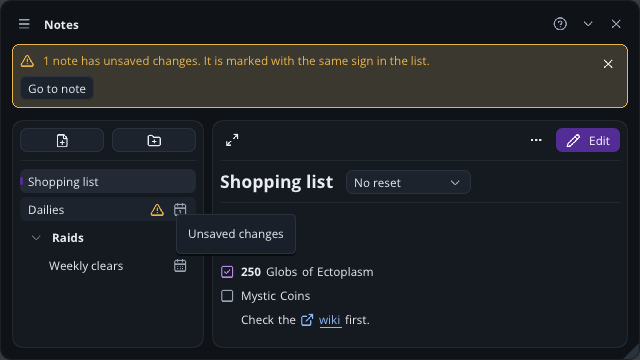 Notes
1 note has unsaved changes. It is marked with the same sign in the list.
Go to note
Edit
Shopping list
Dailies
Raids
Weekly clears
Unsaved changes
Shopping list
No reset
250 Globs of Ectoplasm
Mystic Coins
Check the wiki first.